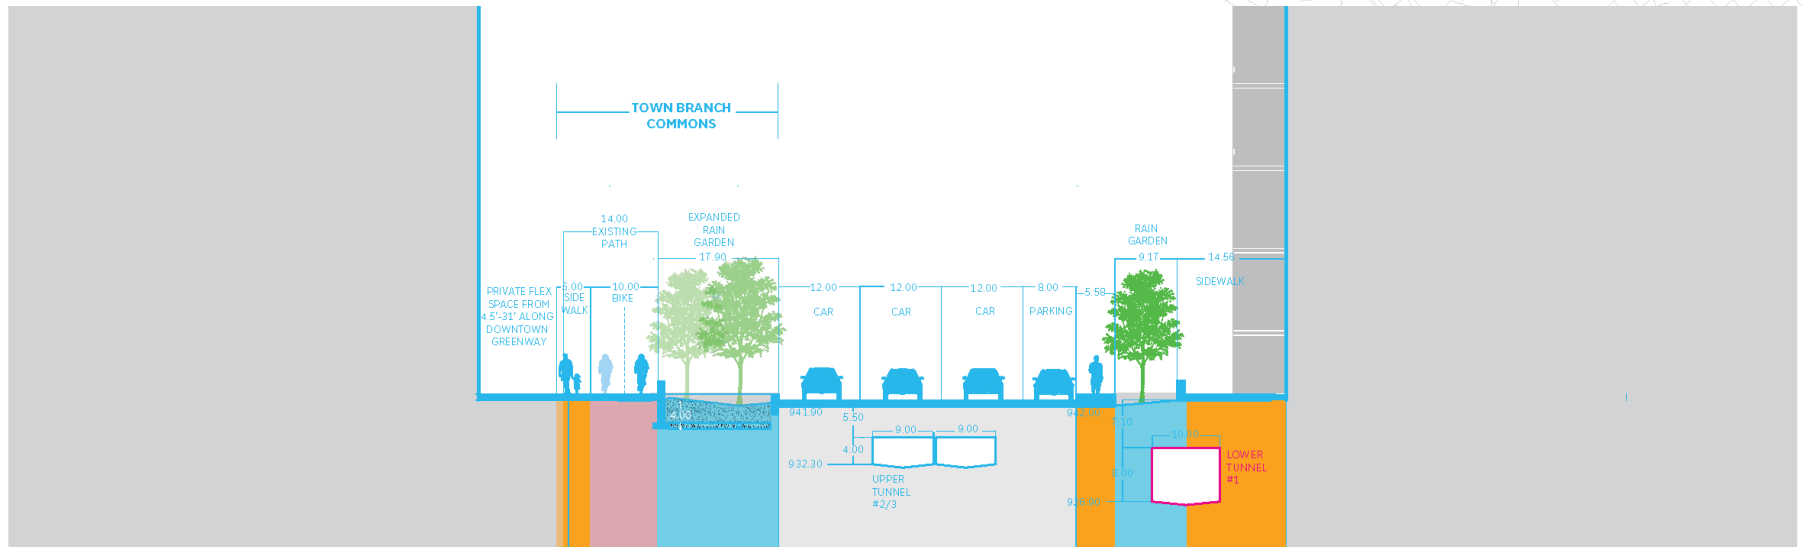 TOWN BRANCH
COMMONS
14.00
EXISTING
PATH
EXPANDED
RAIN
GARDEN
17.90
RAIN
GARDEN
9.17
14.56
SIDEWALK
PRIVATE FLEX
SPACE FROM
4.5'-31' ALONG
DOWNTOWN
GREENWAY
5.00
SIDE
WALK
10.00
BIKE
12.00
CAR
12.00
CAR
12.00
CAR
8.00
PARKING
5.58
4.00
941.90
5.50
9.00
9.00
4.00
932.30
UPPER
TUNNEL
#2/3
942.00
7.10
10.00
8.00
926.90
LOWER
TUNNEL
#1